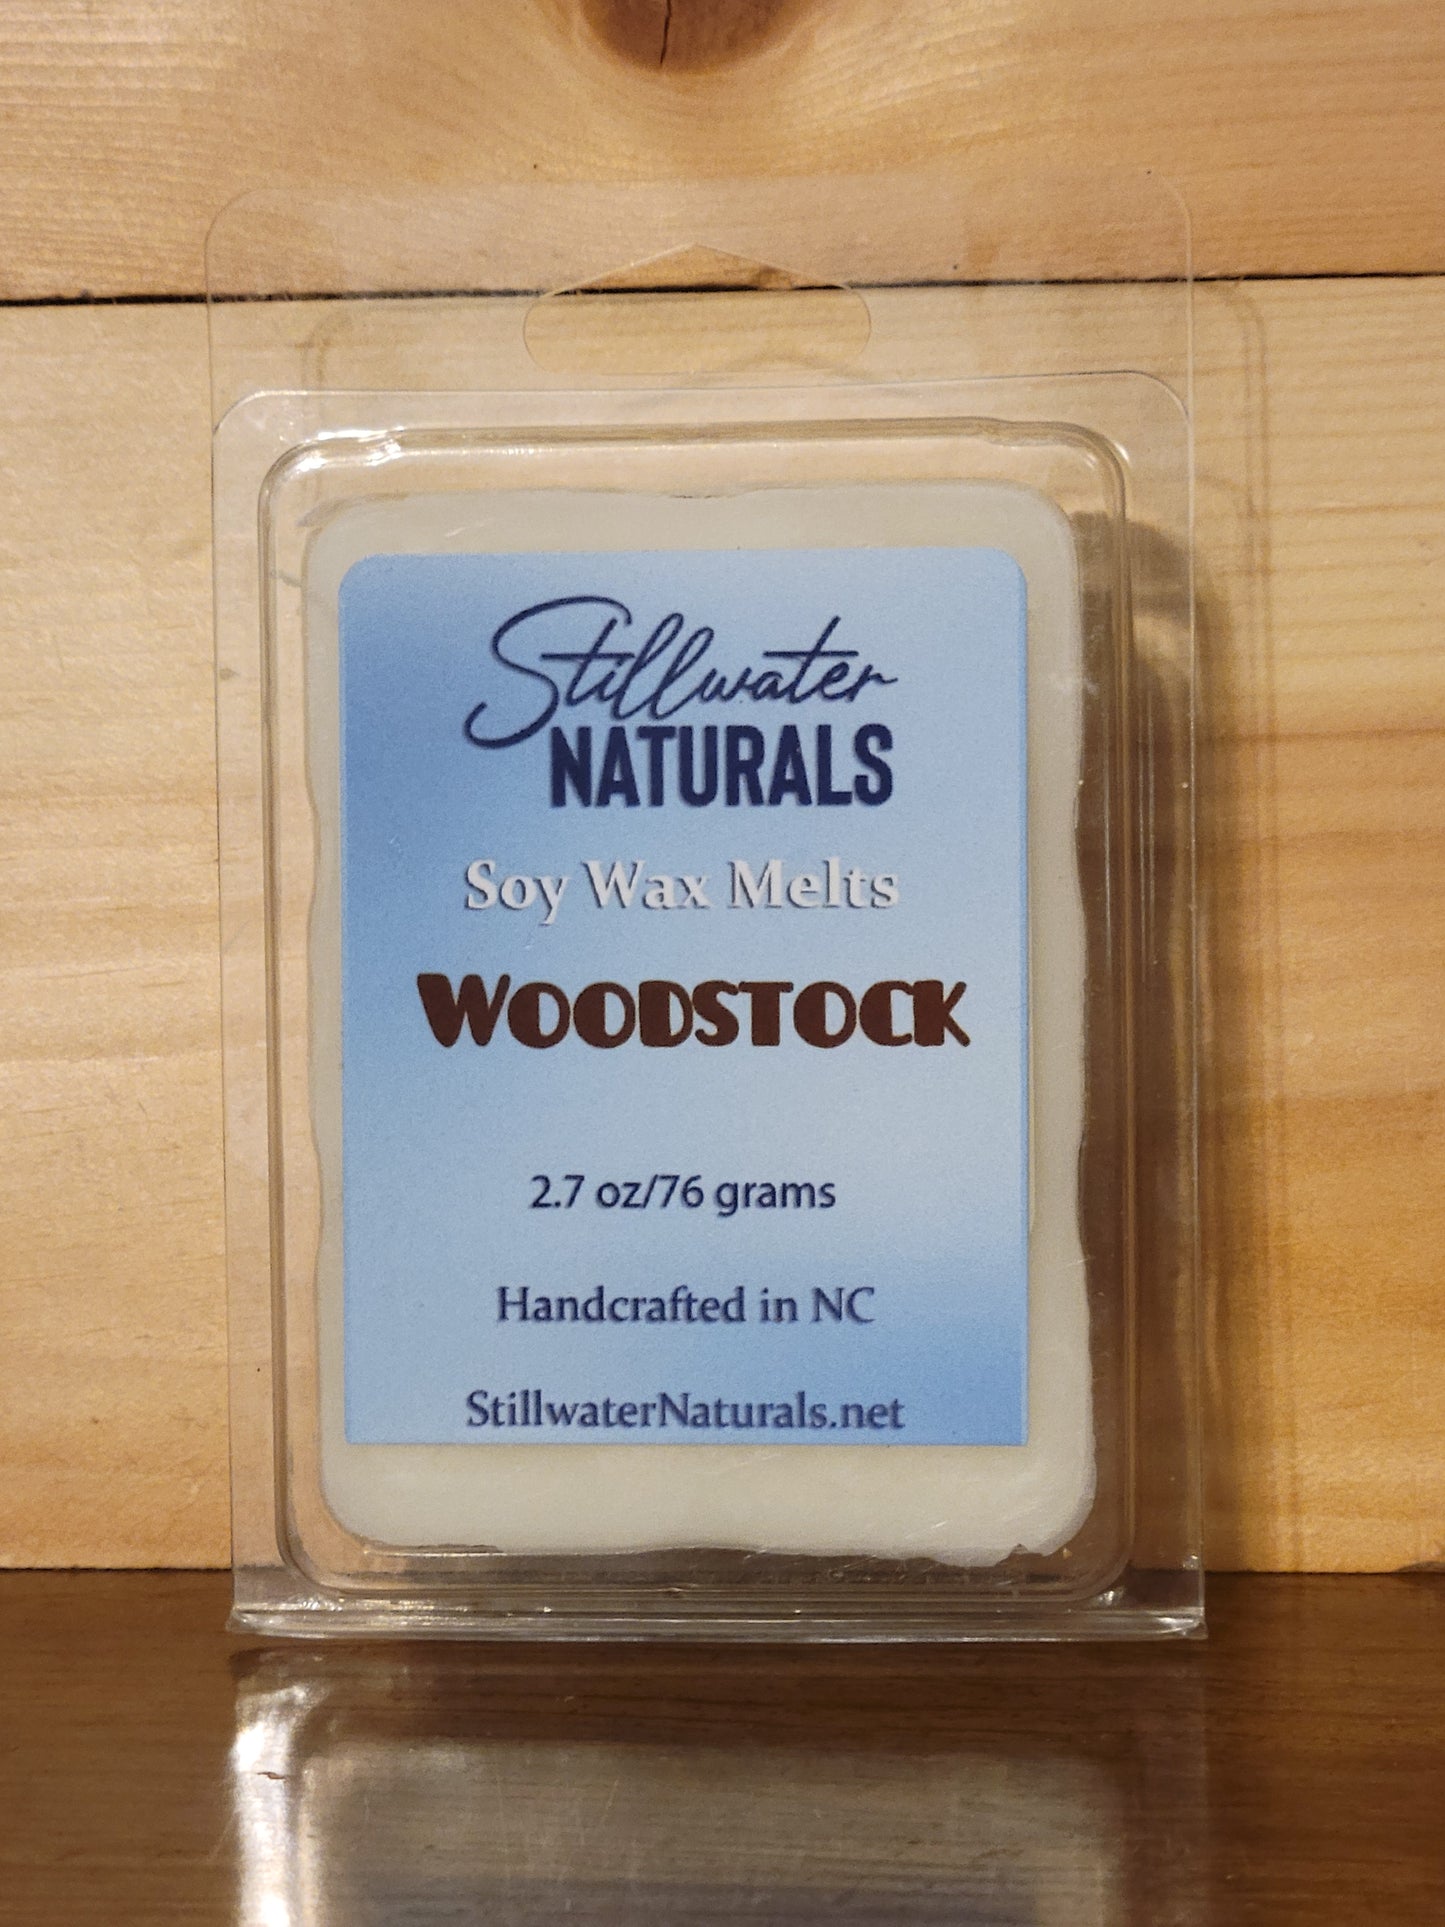 Stillwater
NATURALS
Soy Wax Melts
WOODSTOCK
2.7 oz/76 grams
Handcrafted in NC
StillwaterNaturals.net